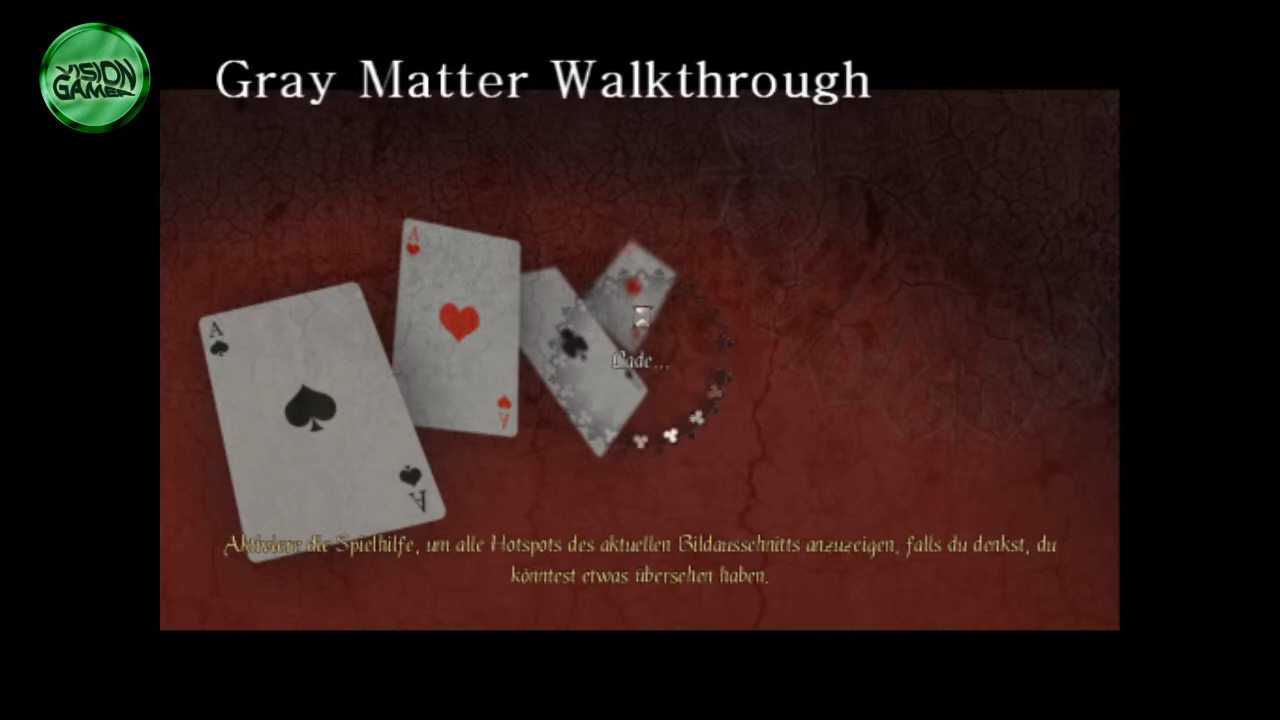 VISION
GAMER
Gray Matter Walkthrough
A
A
A
A
Lade...
Aktiviere die Spielhilfe, um alle Hotspots des aktuellen Bildausschnitts anzuzeigen, falls du denkst, du
könntest etwas übersehen haben.